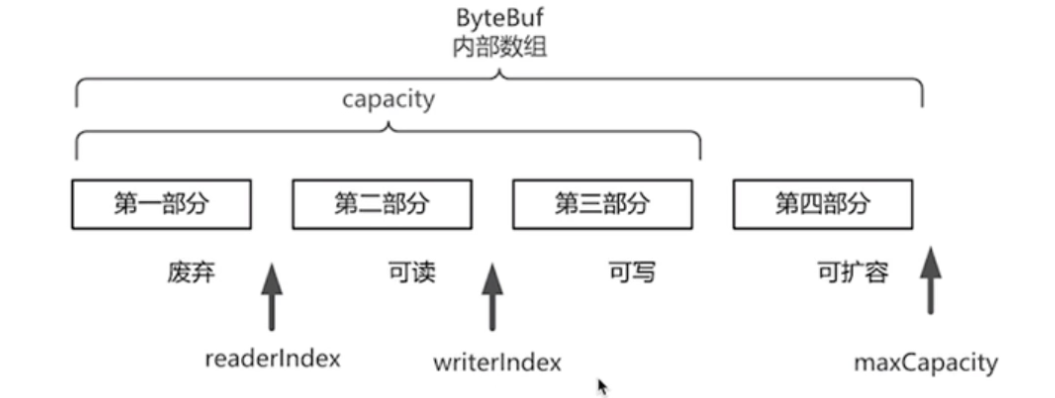 ByteBuf
内部数组
capacity
第一部分 第二部分 第三部分 第四部分
废弃 可读 可写 可扩容
readerIndex writerIndex maxCapacity